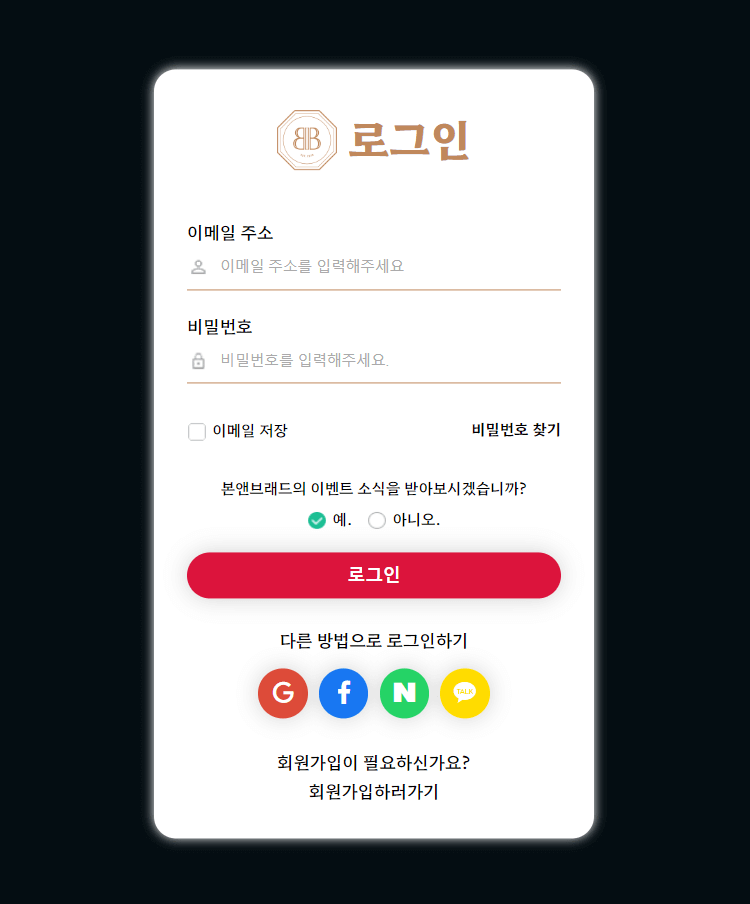 BB
로그인
이메일 주소
이메일 주소를 입력해주세요
비밀번호
비밀번호를 입력해주세요.
이메일 저장
비밀번호 찾기
본앤브래드의 이벤트 소식을 받아보시겠습니까?
예. 아니오.
로그인
다른 방법으로 로그인하기
G f N TALK
회원가입이 필요하신가요?
회원가입하러가기